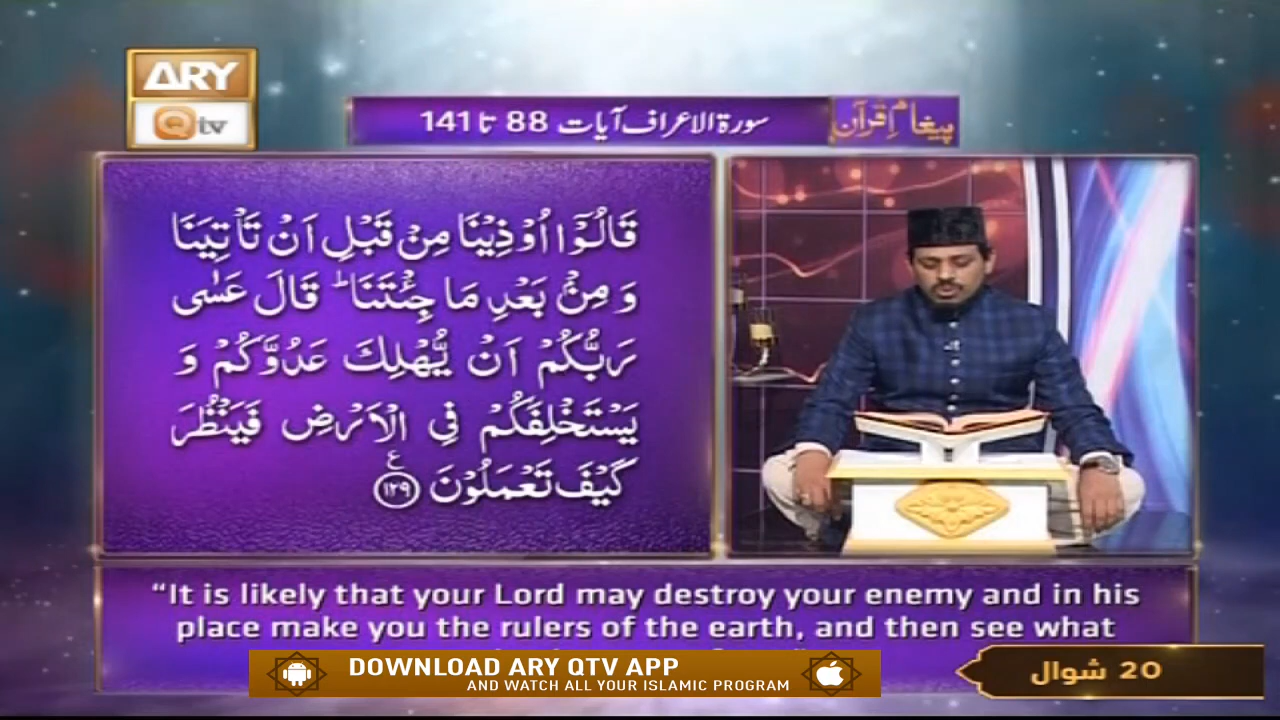 ARY
Qtv
پیغامِ قرآن
سورۃ الاعراف آیات 88 تا 141
قَالُوْۤا اُوْذِیْنَا مِنْ قَبْلِ اَنْ تَاْتِیَنَا
وَ مِنْۢ بَعْدِ مَا جِئْتَنَا ؕ قَالَ عَسٰى
رَبُّكُمْ اَنْ یُّهْلِكَ عَدُوَّكُمْ وَ
یَسْتَخْلِفَكُمْ فِی الْاَرْضِ فَیَنْظُرَ
كَیْفَ تَعْمَلُوْنَ ۧ ﴿۱۲۹﴾
“It is likely that your Lord may destroy your enemy and in his
place make you the rulers of the earth, and then see what
DOWNLOAD ARY QTV APP
AND WATCH ALL YOUR ISLAMIC PROGRAM
20 شوال